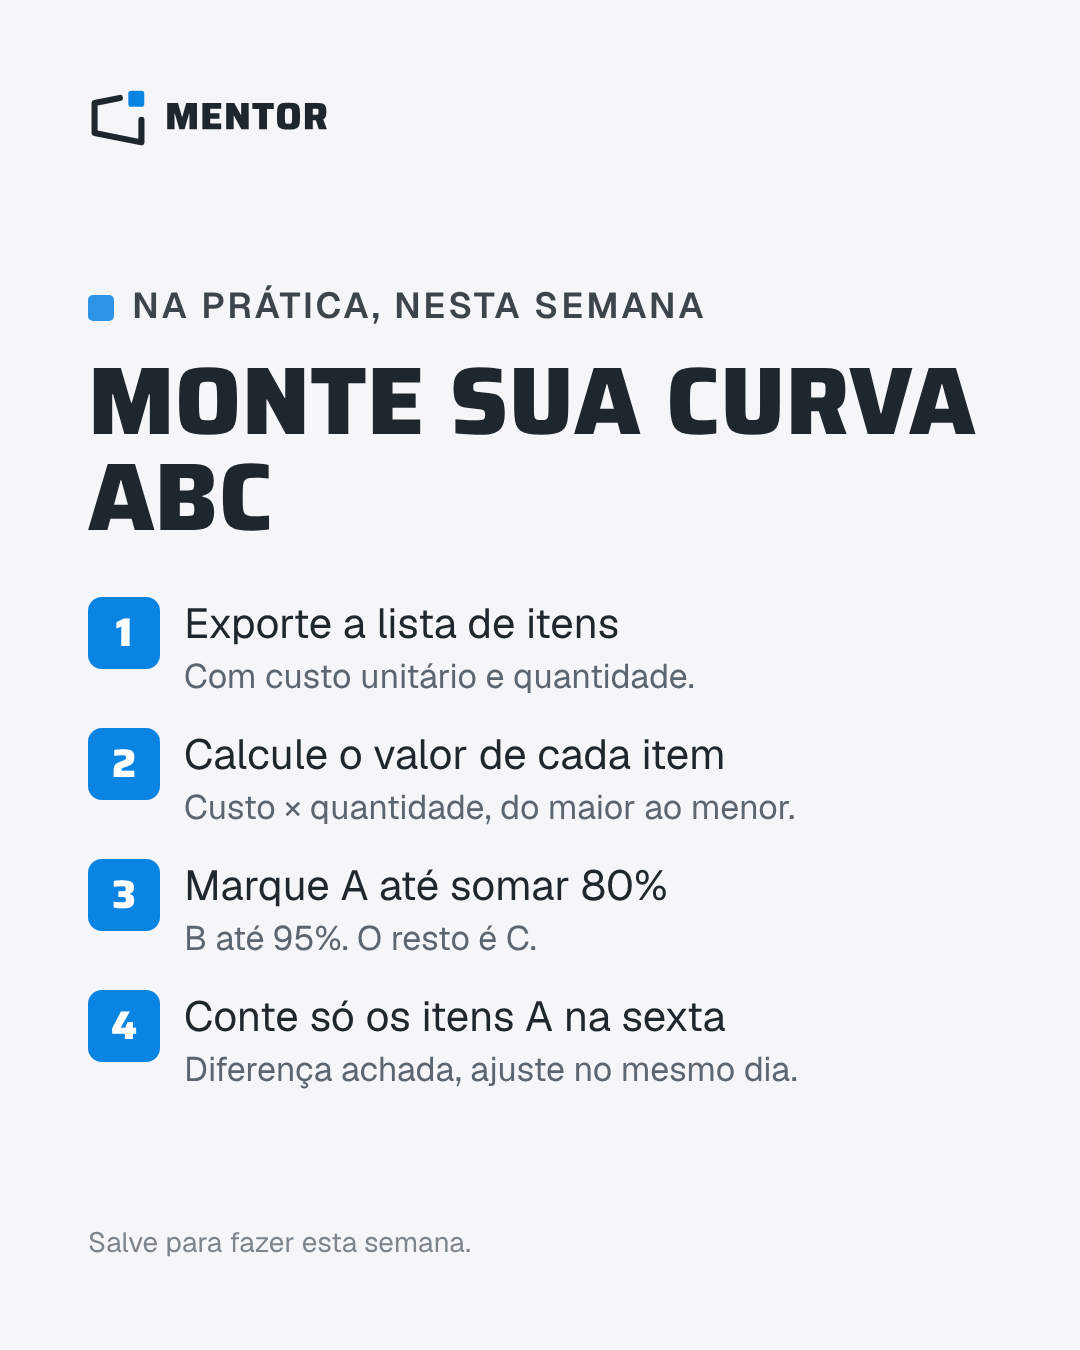 MENTOR
NA PRÁTICA, NESTA SEMANA
MONTE SUA CURVA
ABC
1
Exporte a lista de itens
Com custo unitário e quantidade.
2
Calcule o valor de cada item
Custo × quantidade, do maior ao menor.
3
Marque A até somar 80%
B até 95%. O resto é C.
4
Conte só os itens A na sexta
Diferença achada, ajuste no mesmo dia.
Salve para fazer esta semana.